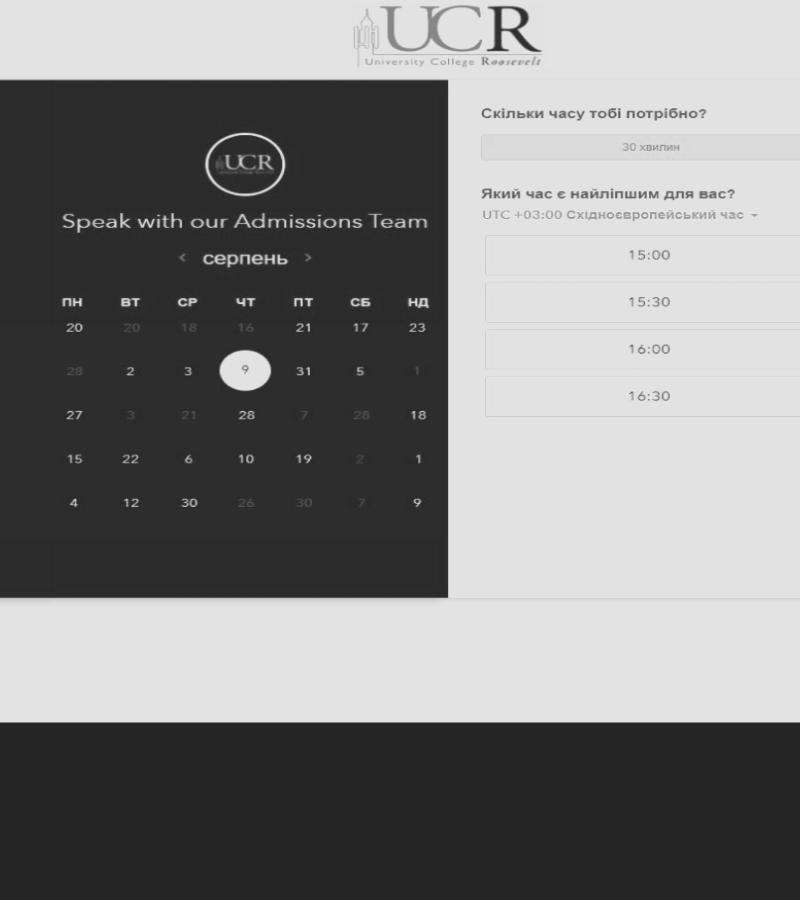 UCR
University College Roosevelt
UCR
Speak with our Admissions Team
< серпень >
ПН ВТ СР ЧТ ПТ СБ НД
20 20 18 16 21 17 23
28 2 3 9 31 5 1
27 3 21 28 7 28 18
15 22 6 10 19 2 1
4 12 30 26 30 7 9
Скільки часу тобі потрібно?
30 хвилин
Який час є найліпшим для вас?
UTC +03:00 Східноєвропейський час
15:00
15:30
16:00
16:30